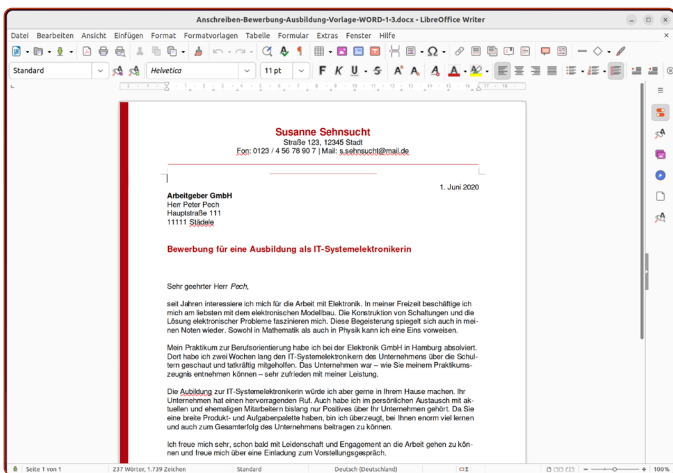 Anschreiben-Bewerbung-Ausbildung-Vorlage-WORD-1-3.docx - LibreOffice Writer
Datei Bearbeiten Ansicht Einfügen Format Formatvorlagen Tabelle Formular Extras Fenster Hilfe
Standard Helvetica 11 pt F K U S
Susanne Sehnsucht
Straße 123, 12345 Stadt
Fon: 0123 / 4 56 78 90 7 | Mail: s.sehnsucht@mail.de
1. Juni 2020
Arbeitgeber GmbH
Herr Peter Pech
Hauptstraße 111
11111 Städele
Bewerbung für eine Ausbildung als IT-Systemelektronikerin
Sehr geehrter Herr Pech,
seit Jahren interessiere ich mich für die Arbeit mit Elektronik. In meiner Freizeit beschäftige ich
mich am liebsten mit dem elektronischen Modellbau. Die Konstruktion von Schaltungen und die
Lösung elektronischer Probleme faszinieren mich. Diese Begeisterung spiegelt sich auch in mei-
nen Noten wieder. Sowohl in Mathematik als auch in Physik kann ich eine Eins vorweisen.
Mein Praktikum zur Berufsorientierung habe ich bei der Elektronik GmbH in Hamburg absolviert.
Dort habe ich zwei Wochen lang den IT-Systemelektronikern des Unternehmens über die Schul-
tern geschaut und tatkräftig mitgeholfen. Das Unternehmen war – wie Sie meinem Praktikums-
zeugnis entnehmen können – sehr zufrieden mit meiner Leistung.
Die Aubildung zur IT-Systemelektronikerin würde ich aber gerne in Ihrem Hause machen. Ihr
Unternehmen hat einen hervorragenden Ruf. Auch habe ich im persönlichen Austausch mit ak-
tuellen und ehemaligen Mitarbeitern bislang nur Positives über Ihr Unternehmen gehört. Da Sie
eine breite Produkt- und Aufgabenpalette haben, bin ich überzeugt, bei Ihnen enorm viel lernen
und auch zum Gesamterfolg des Unternehmens beitragen zu können.
Ich freue mich sehr, schon bald mit Leidenschaft und Engagement an die Arbeit gehen zu kön-
nen und freue mich über eine Einladung zum Vorstellungsgespräch.
Seite 1 von 1 237 Wörter, 1.739 Zeichen Standard Deutsch (Deutschland) 100%